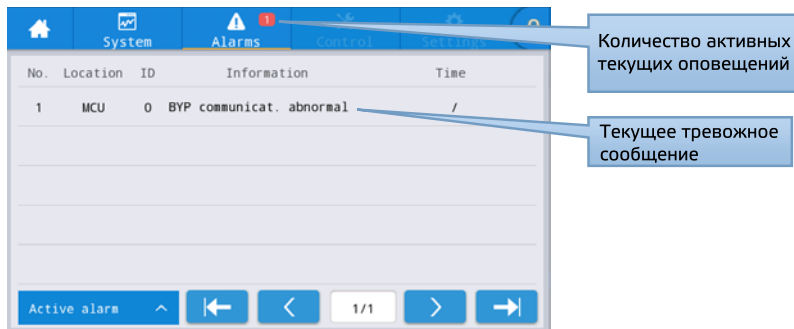 System
Alarms
1
Control
Settings
No. Location ID Information Time
1 MCU 0 BYP communicat. abnormal /
Active alarm
1/1
Количество активных
текущих оповещений
Текущее тревожное
сообщение